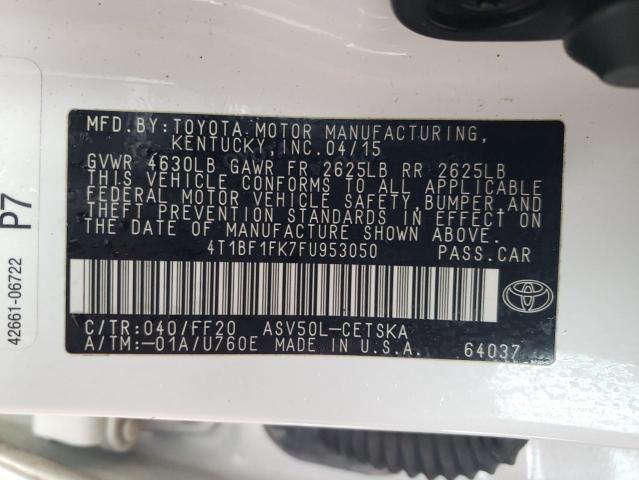 MFD.BY: TOYOTA MOTOR MANUFACTURING,
KENTUCKY, INC. 04/15
GVWR 4630LB GAWR FR 2625LB RR 2625LB
THIS VEHICLE CONFORMS TO ALL APPLICABLE
FEDERAL MOTOR VEHICLE SAFETY, BUMPER, AND
THEFT PREVENTION STANDARDS IN EFFECT ON
THE DATE OF MANUFACTURE SHOWN ABOVE.
4T1BF1FK7FU953050 PASS.CAR
C/TR: 040/FF20 ASV50L-CETSKA
A/TM: -01A/U760E MADE IN U.S.A. 64037
42661-06722 P7